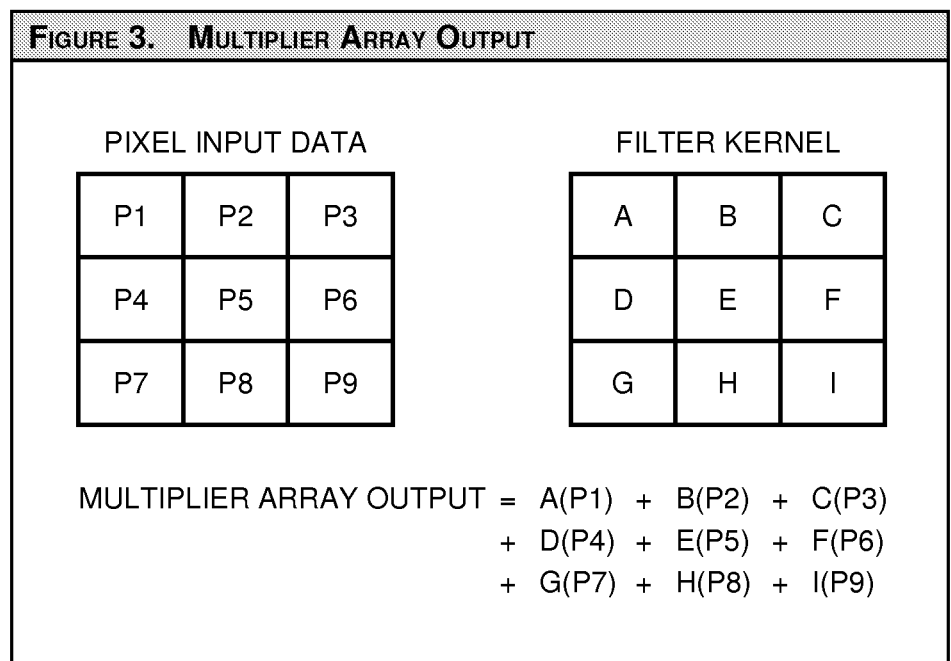 FIGURE 3. MULTIPLIER ARRAY OUTPUT
PIXEL INPUT DATA
P1 P2 P3
P4 P5 P6
P7 P8 P9
FILTER KERNEL
A B C
D E F
G H I
MULTIPLIER ARRAY OUTPUT = A(P1) + B(P2) + C(P3)
+ D(P4) + E(P5) + F(P6)
+ G(P7) + H(P8) + I(P9)